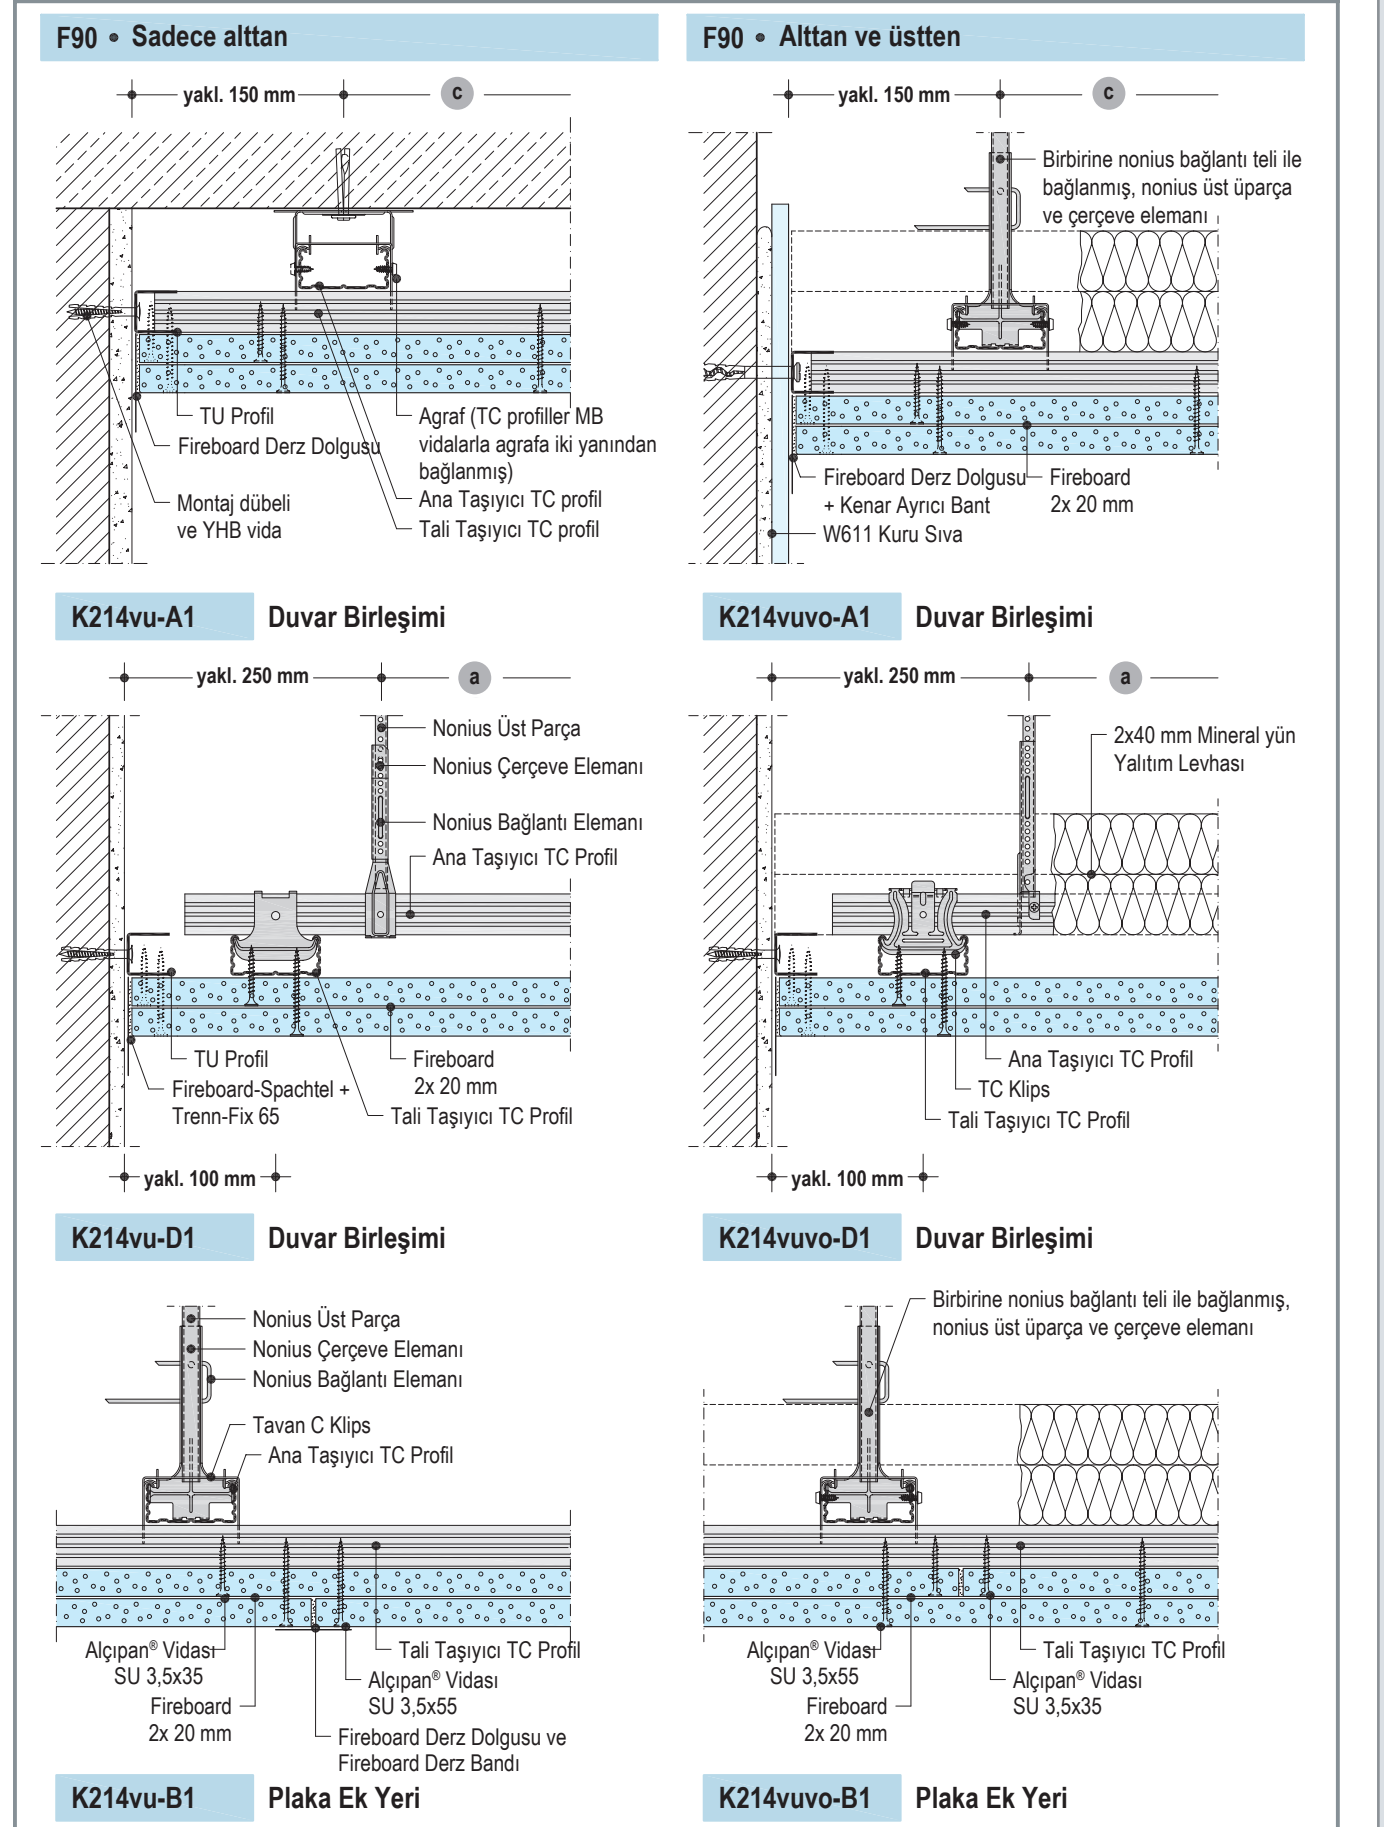 F90 • Sadece alttan
yakl. 150 mm
c
TU Profil
Fireboard Derz Dolgusu
Montaj dübeli
ve YHB vida
Agraf (TC profiller MB
vidalarla agrafa iki yanından
bağlanmış)
Ana Taşıyıcı TC profil
Tali Taşıyıcı TC profil
K214vu-A1
Duvar Birleşimi
F90 • Alttan ve üstten
yakl. 150 mm
c
Birbirine nonius bağlantı teli ile
bağlanmış, nonius üst üparça
ve çerçeve elemanı
Fireboard Derz Dolgusu
+ Kenar Ayrıcı Bant
W611 Kuru Sıva
Fireboard
2x 20 mm
K214vuvo-A1
Duvar Birleşimi
yakl. 250 mm
a
Nonius Üst Parça
Nonius Çerçeve Elemanı
Nonius Bağlantı Elemanı
Ana Taşıyıcı TC Profil
TU Profil
Fireboard-Spachtel +
Trenn-Fix 65
Fireboard
2x 20 mm
Tali Taşıyıcı TC Profil
yakl. 100 mm
K214vu-D1
Duvar Birleşimi
yakl. 250 mm
a
2x40 mm Mineral yün
Yalıtım Levhası
Ana Taşıyıcı TC Profil
TC Klips
Tali Taşıyıcı TC Profil
yakl. 100 mm
K214vuvo-D1
Duvar Birleşimi
Nonius Üst Parça
Nonius Çerçeve Elemanı
Nonius Bağlantı Elemanı
Tavan C Klips
Ana Taşıyıcı TC Profil
Alçıpan® Vidası
SU 3,5x35
Fireboard
2x 20 mm
Tali Taşıyıcı TC Profil
Alçıpan® Vidası
SU 3,5x55
Fireboard Derz Dolgusu ve
Fireboard Derz Bandı
K214vu-B1
Plaka Ek Yeri
Birbirine nonius bağlantı teli ile bağlanmış,
nonius üst üparça ve çerçeve elemanı
Alçıpan® Vidası
SU 3,5x55
Fireboard
2x 20 mm
Tali Taşıyıcı TC Profil
Alçıpan® Vidası
SU 3,5x35
K214vuvo-B1
Plaka Ek Yeri